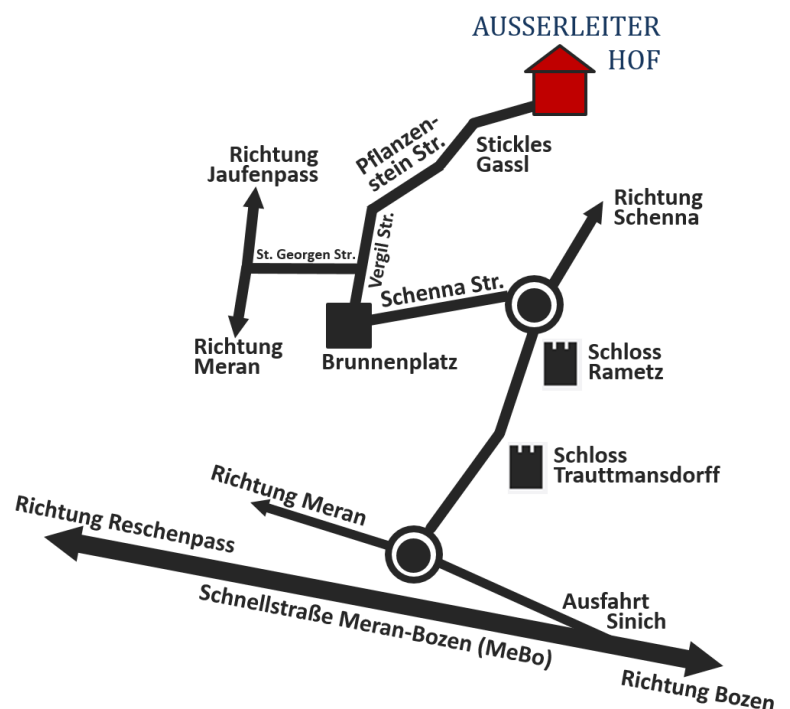 AUSSERLEITER
HOF
Pflanzen-
stein Str.
Stickles
Gassl
Richtung
Jaufenpass
Richtung
Schenna
St. Georgen Str.
Vergil Str.
Schenna Str.
Richtung
Meran
Brunnenplatz
Schloss
Rametz
Schloss
Trauttmansdorff
Richtung Meran
Richtung Reschenpass
Schnellstraße Meran-Bozen (MeBo)
Ausfahrt
Sinich
Richtung Bozen